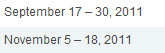 September 17 – 30, 2011
November 5 – 18, 2011